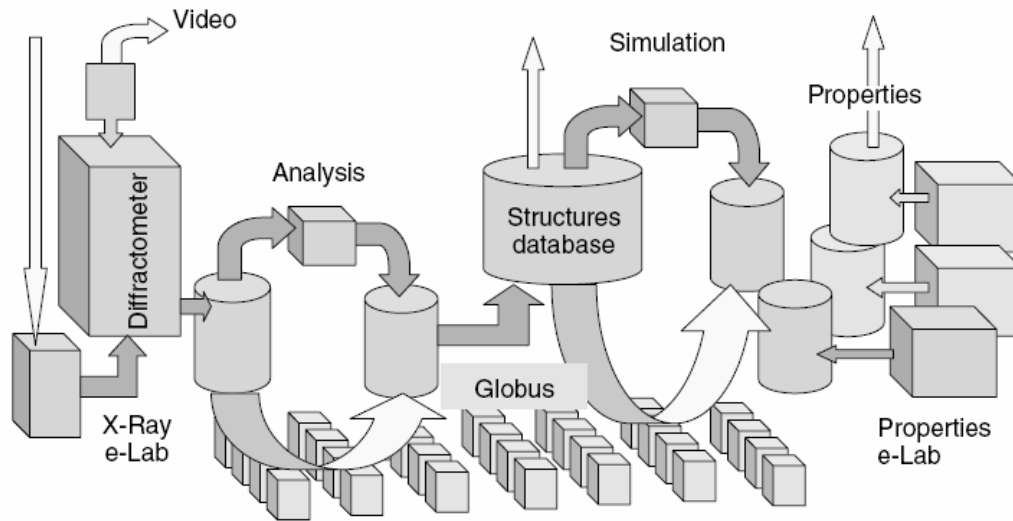 Video
Simulation
Properties
Analysis
Diffractometer
Structures
database
Globus
X-Ray
e-Lab
Properties
e-Lab